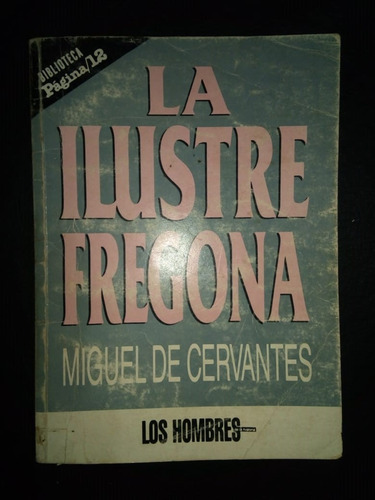 BIBLIOTECA
Página/12
LA
ILUSTRE
FREGONA
MIGUEL DE CERVANTES
LOS HOMBRES